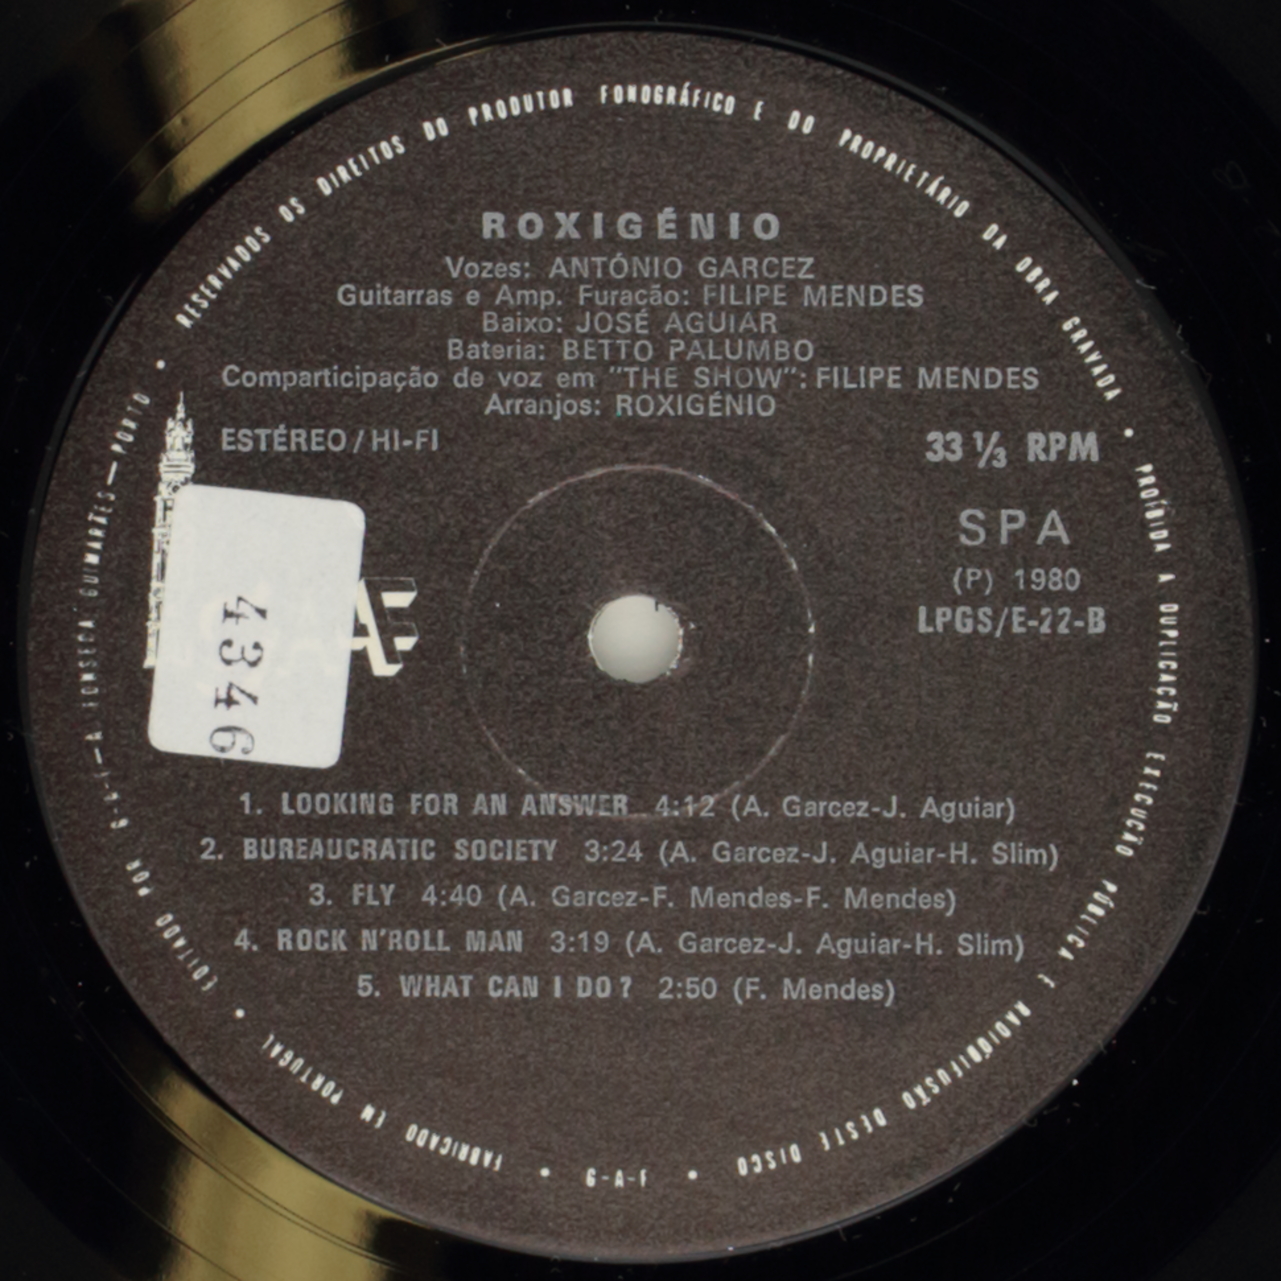 RESERVADOS OS DIREITOS DO PRODUTOR FONOGRÁFICO E DO PROPRIETÁRIO DA OBRA GRAVADA • PROÍBIDA A DUPLICAÇÃO EXECUÇÃO PÚBLICA E RADIODIFUSÃO DESTE DISCO • G-A-F • FABRICADO EM PORTUGAL • EDITADO POR G-A-F—A FONSECA GUIMARÃES—PORTO •
ROXIGÉNIO
Vozes: ANTÓNIO GARCEZ
Guitarras e Amp. Furacão: FILIPE MENDES
Baixo: JOSÉ AGUIAR
Bateria: BETTO PALUMBO
Comparticipação de voz em "THE SHOW": FILIPE MENDES
Arranjos: ROXIGÉNIO
ESTÉREO/HI-FI
33 ⅓ RPM
SPA
(P) 1980
LPGS/E-22-B
4346
1. LOOKING FOR AN ANSWER 4:12 (A. Garcez-J. Aguiar)
2. BUREAUCRATIC SOCIETY 3:24 (A. Garcez-J. Aguiar-H. Slim)
3. FLY 4:40 (A. Garcez-F. Mendes-F. Mendes)
4. ROCK N'ROLL MAN 3:19 (A. Garcez-J. Aguiar-H. Slim)
5. WHAT CAN I DO? 2:50 (F. Mendes)